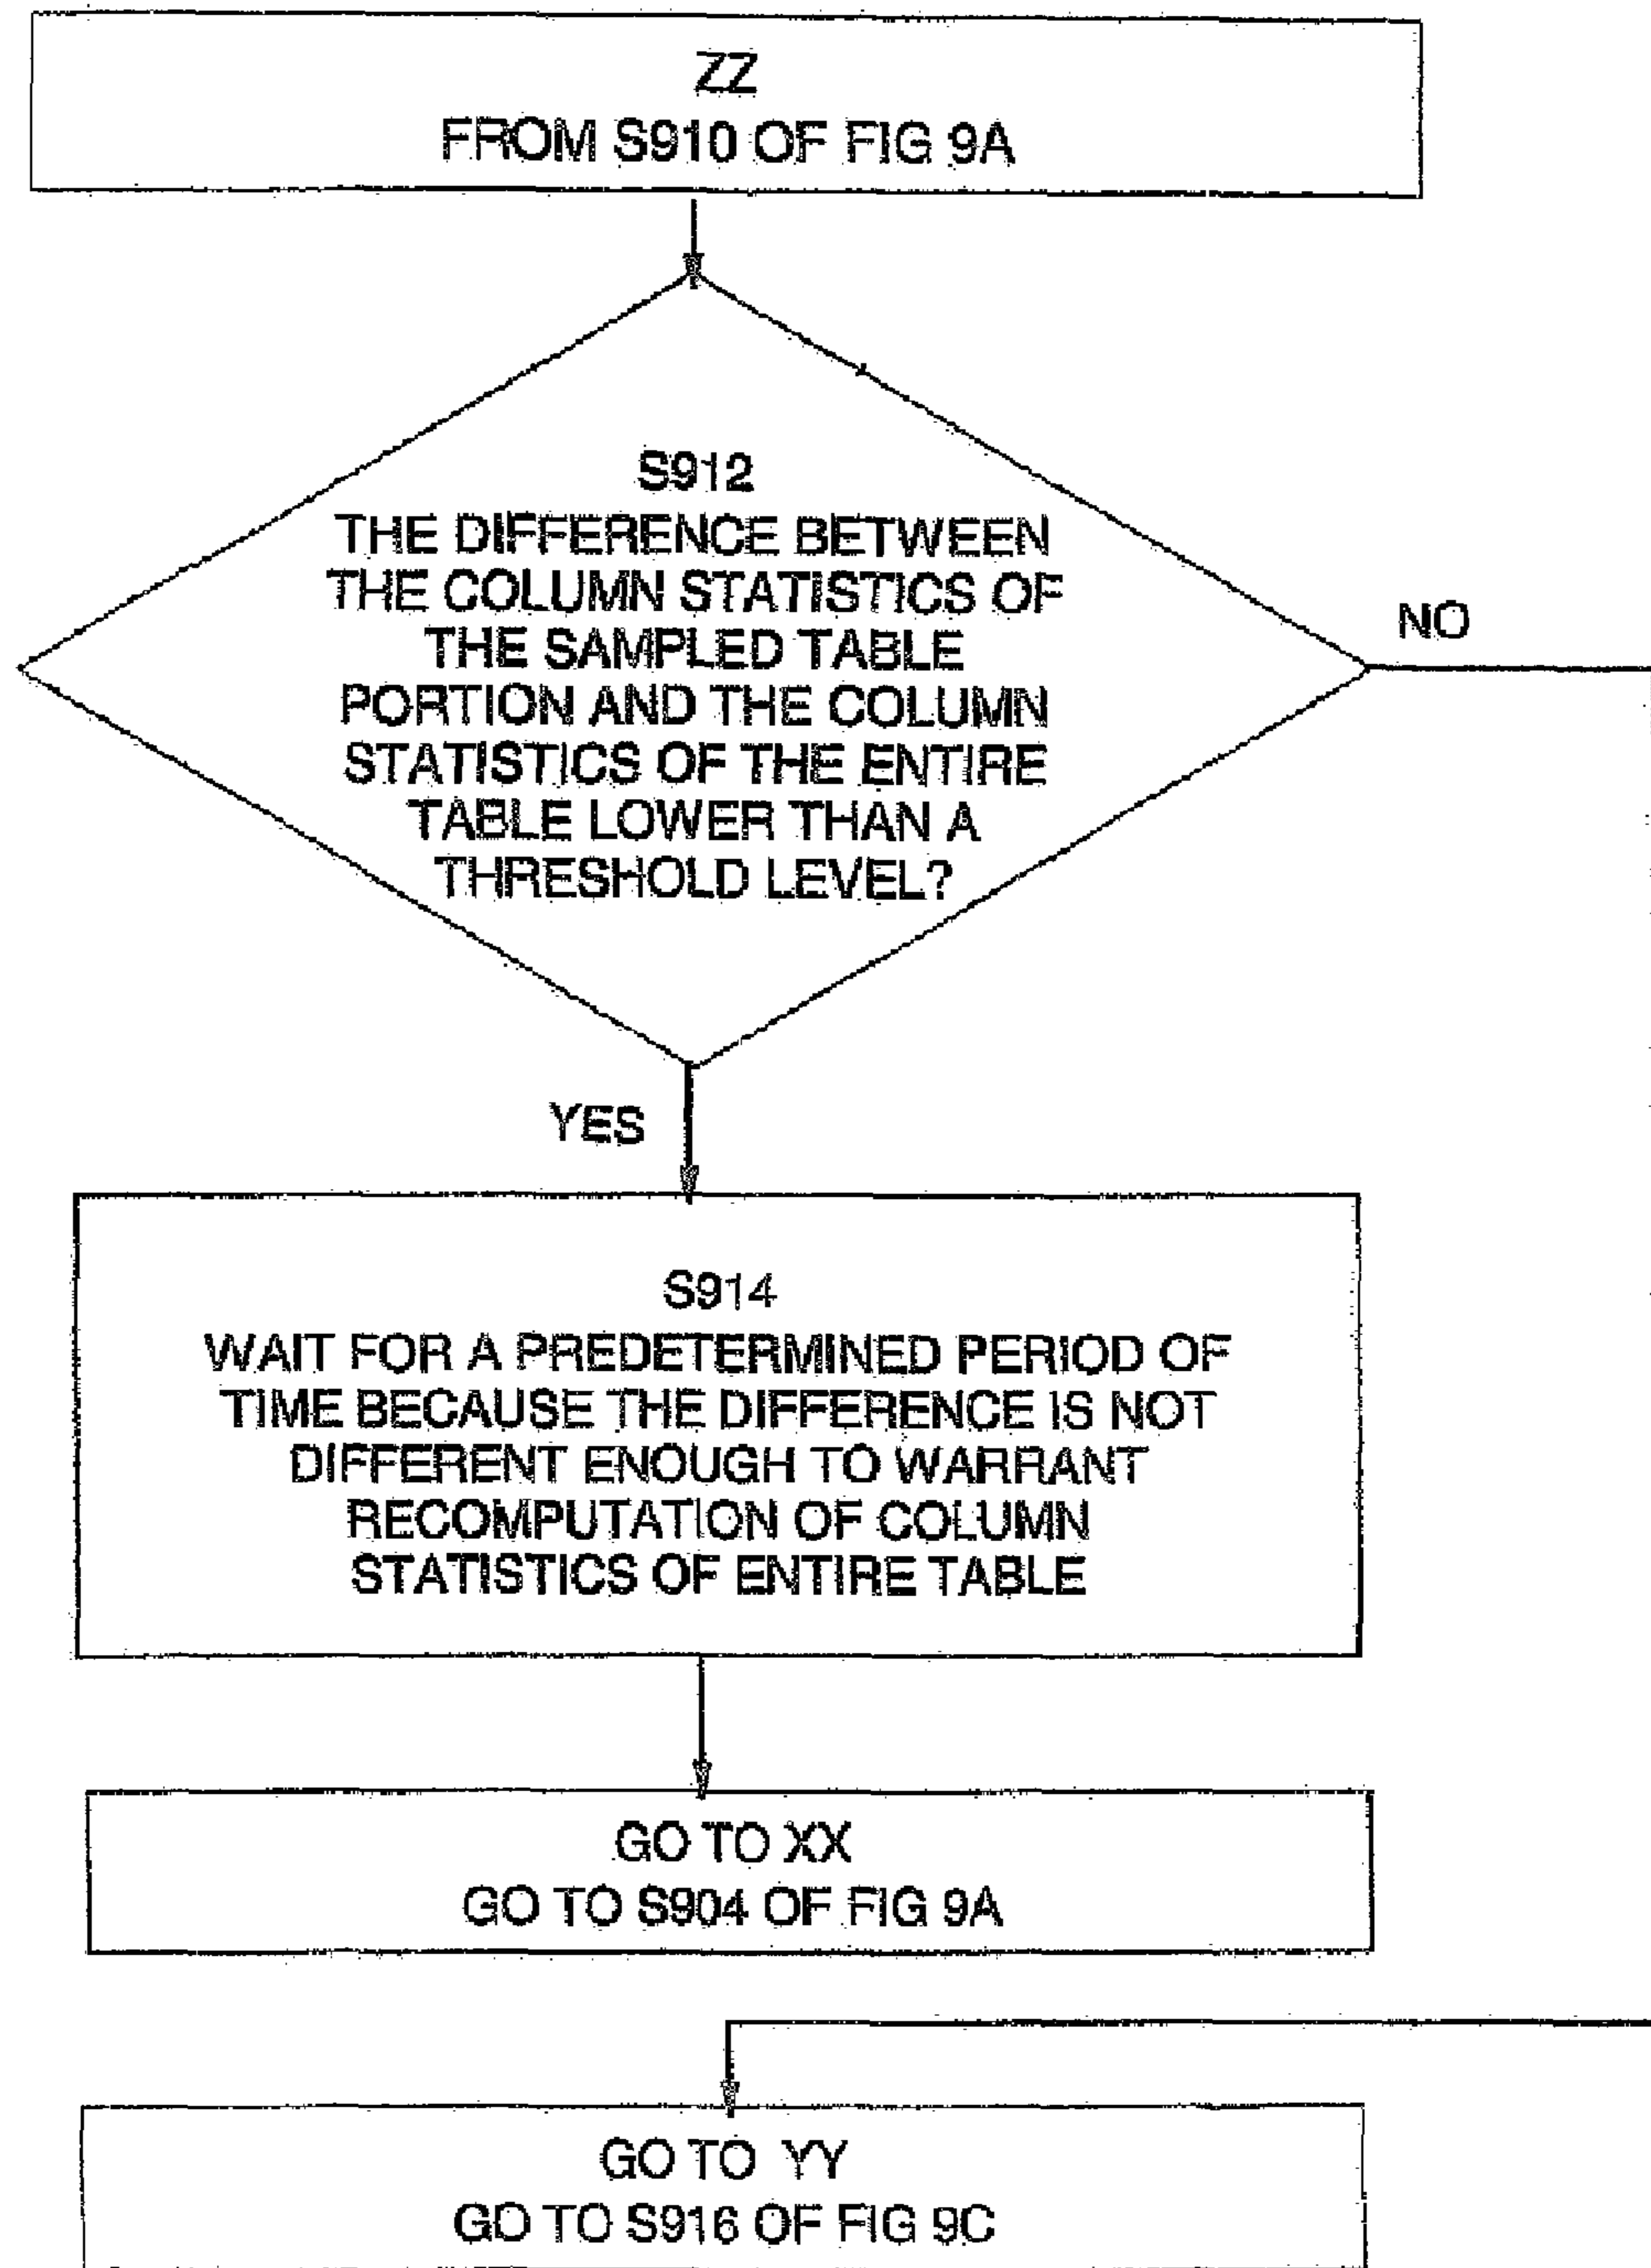 ZZ
FROM S910 OF FIG 9A
S912
THE DIFFERENCE BETWEEN
THE COLUMN STATISTICS OF
THE SAMPLED TABLE
PORTION AND THE COLUMN
STATISTICS OF THE ENTIRE
TABLE LOWER THAN A
THRESHOLD LEVEL?
NO
YES
S914
WAIT FOR A PREDETERMINED PERIOD OF
TIME BECAUSE THE DIFFERENCE IS NOT
DIFFERENT ENOUGH TO WARRANT
RECOMPUTATION OF COLUMN
STATISTICS OF ENTIRE TABLE
GO TO XX
GO TO S904 OF FIG 9A
GO TO YY
GO TO S916 OF FIG 9C